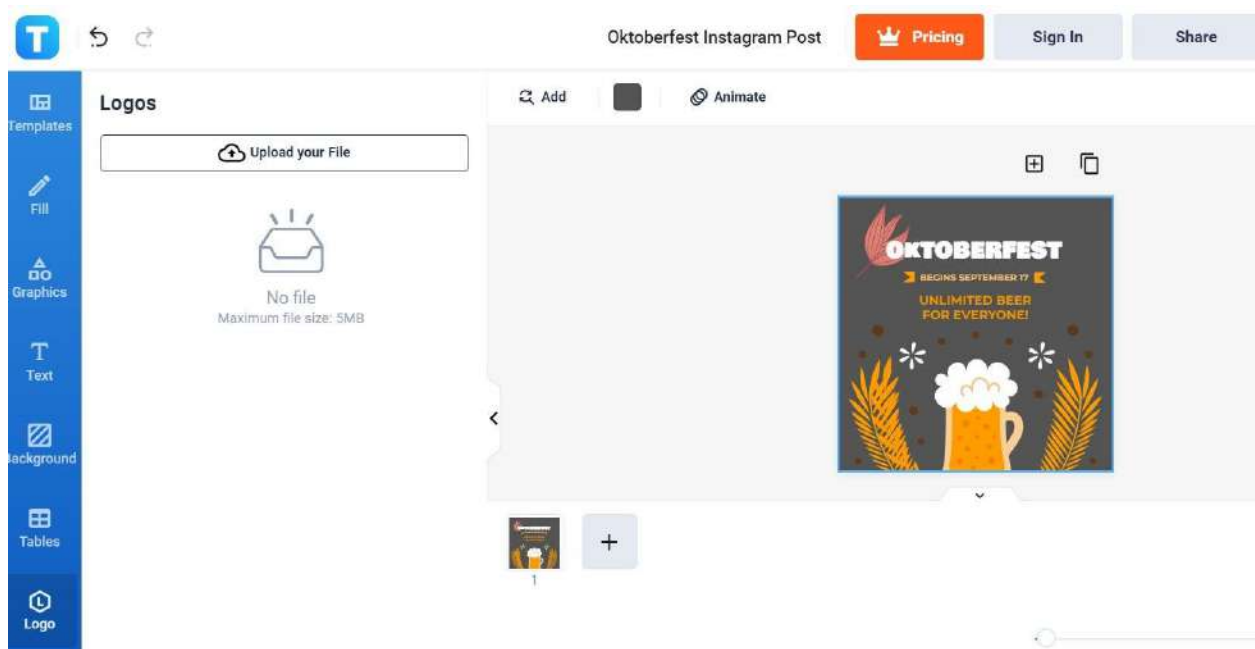 T
Oktoberfest Instagram Post
Pricing
Sign In
Share
Templates
Fill
Graphics
T
Text
Background
Tables
L
Logo
Logos
Upload your File
No file
Maximum file size: 5MB
Add
Animate
OKTOBERFEST
BEGINS SEPTEMBER 17
UNLIMITED BEER
FOR EVERYONE!
1